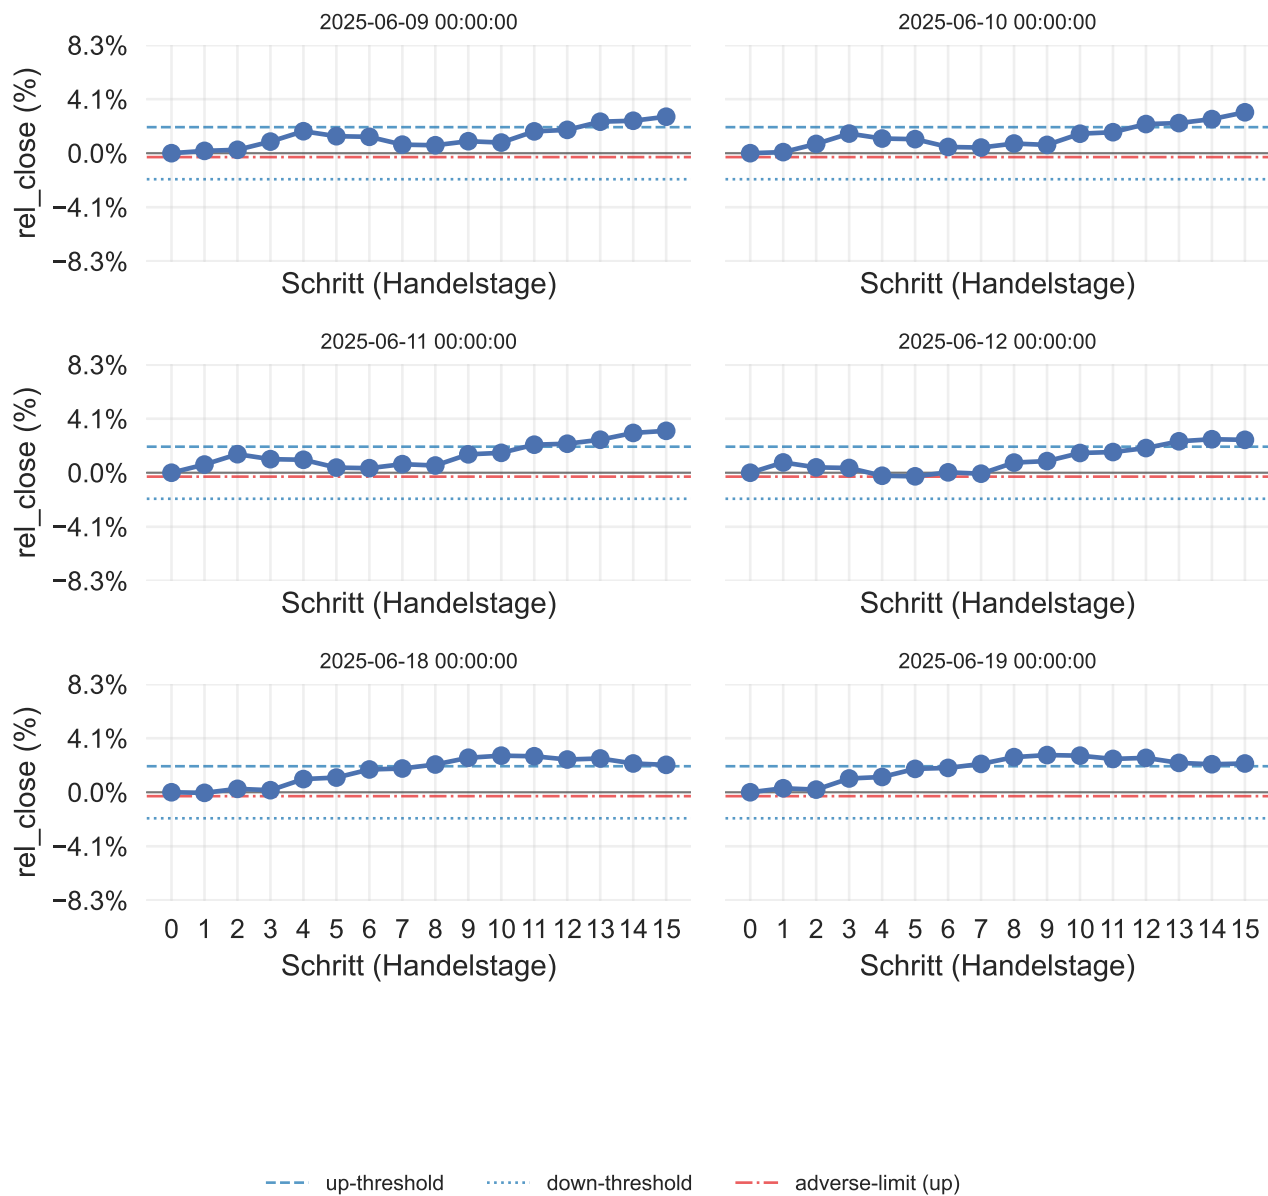 2025-06-09 00:00:00
2025-06-10 00:00:00
8.3%
4.1%
0.0%
−4.1%
−8.3%
rel_close (%)
Schritt (Handelstage)
Schritt (Handelstage)
2025-06-11 00:00:00
2025-06-12 00:00:00
8.3%
4.1%
0.0%
−4.1%
−8.3%
rel_close (%)
Schritt (Handelstage)
Schritt (Handelstage)
2025-06-18 00:00:00
2025-06-19 00:00:00
8.3%
4.1%
0.0%
−4.1%
−8.3%
rel_close (%)
0 1 2 3 4 5 6 7 8 9 10 11 12 13 14 15
0 1 2 3 4 5 6 7 8 9 10 11 12 13 14 15
Schritt (Handelstage)
Schritt (Handelstage)
up-threshold
down-threshold
adverse-limit (up)